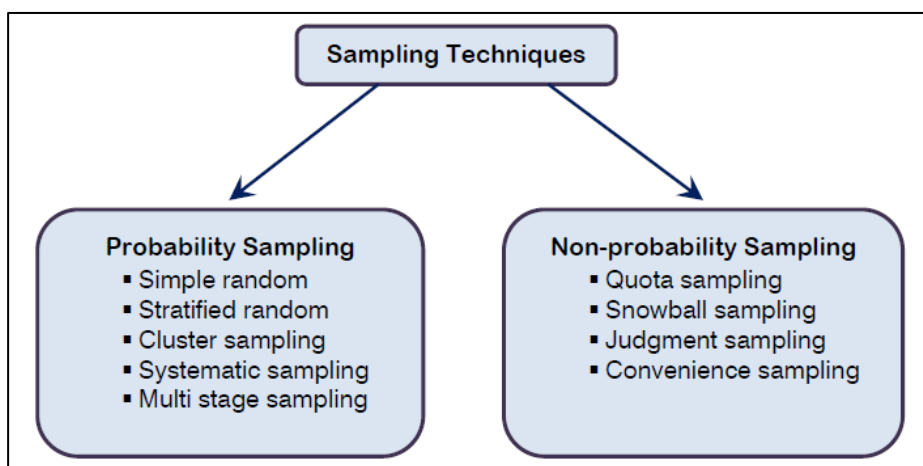 Sampling Techniques
Probability Sampling
▪ Simple random
▪ Stratified random
▪ Cluster sampling
▪ Systematic sampling
▪ Multi stage sampling
Non-probability Sampling
▪ Quota sampling
▪ Snowball sampling
▪ Judgment sampling
▪ Convenience sampling